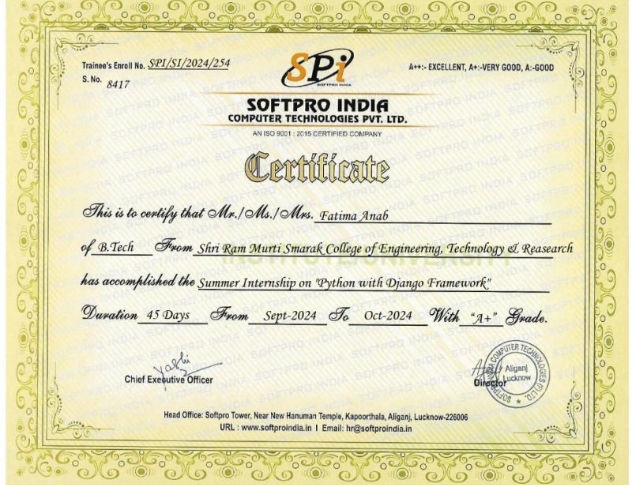 Trainee's Enroll No. SPI/SI/2024/254
S. No. 8417
SPi
SOFTPRO INDIA
A++:- EXCELLENT, A+:-VERY GOOD, A:-GOOD
SOFTPRO INDIA
COMPUTER TECHNOLOGIES PVT. LTD.
AN ISO 9001 : 2015 CERTIFIED COMPANY
Certificate
This is to certify that Mr./Ms./Mrs. Fatima Anab
of B.Tech From Shri Ram Murti Smarak College of Engineering, Technology & Reasearch
has accomplished the Summer Internship on "Python with Django Framework"
Duration 45 Days From Sept-2024 To Oct-2024 With "A+" Grade.
Chief Executive Officer
Director
Aliganj
Lucknow
Head Office: Softpro Tower, Near New Hanuman Temple, Kapoorthala, Aliganj, Lucknow-226006
URL : www.softproindia.in I Email: hr@softproindia.in